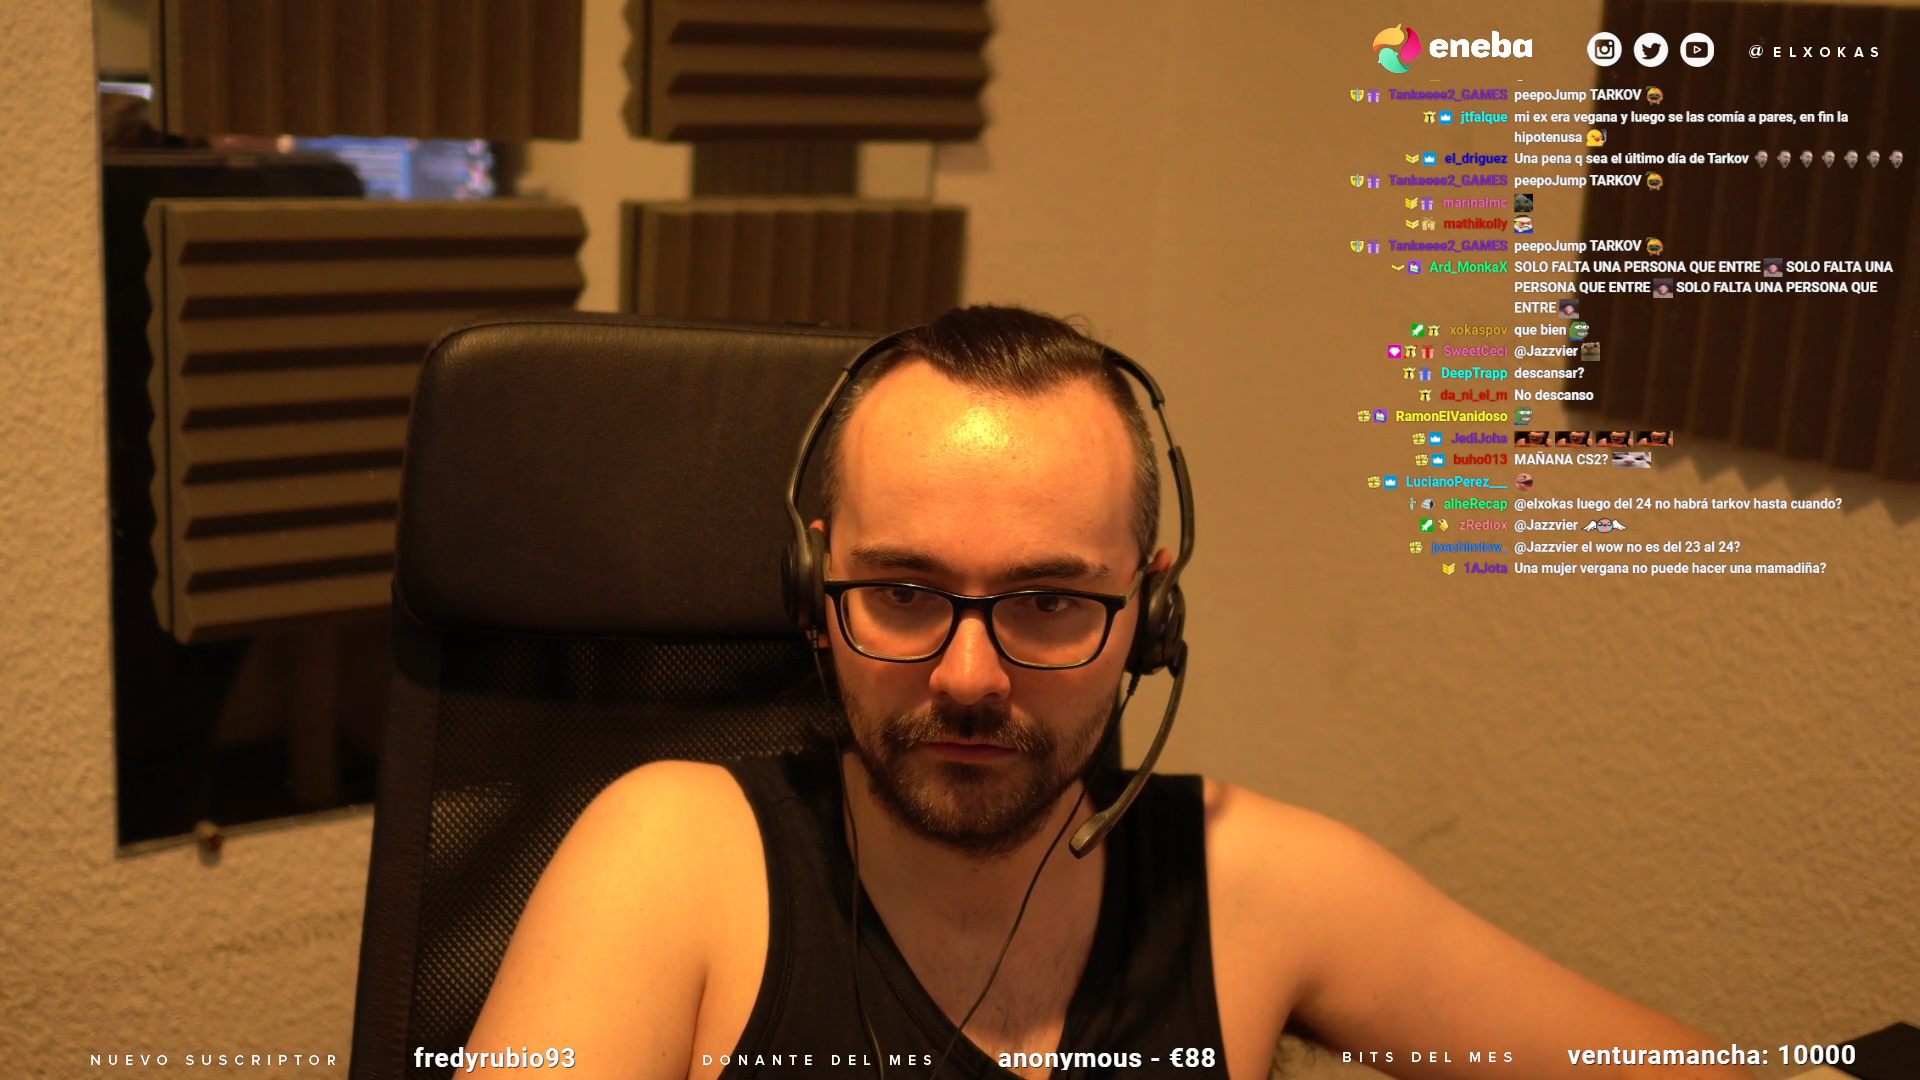 eneba
@ELXOKAS
Tankeeee2_GAMES peepoJump TARKOV
jtfalque mi ex era vegana y luego se las comía a pares, en fin la
hipotenusa
el_driguez Una pena q sea el último día de Tarkov
Tankeeee2_GAMES peepoJump TARKOV
marinalmc
mathikolly
Tankeeee2_GAMES peepoJump TARKOV
Ard_MonkaX SOLO FALTA UNA PERSONA QUE ENTRE SOLO FALTA UNA
PERSONA QUE ENTRE SOLO FALTA UNA PERSONA QUE
ENTRE
xokaspov que bien
SweetCeci @Jazzvier
DeepTrapp descansar?
da_ni_el_m No descanso
RamonElVanidoso
JediJoha
buho013 MAÑANA CS2?
LucianoPerez___
alheRecap @elxokas luego del 24 no habrá tarkov hasta cuando?
zRediox @Jazzvier
joachimlow_ @Jazzvier el wow no es del 23 al 24?
1AJota Una mujer vergana no puede hacer una mamadiña?
NUEVO SUSCRIPTOR fredyrubio93 DONANTE DEL MES anonymous - €88 BITS DEL MES venturamancha: 10000